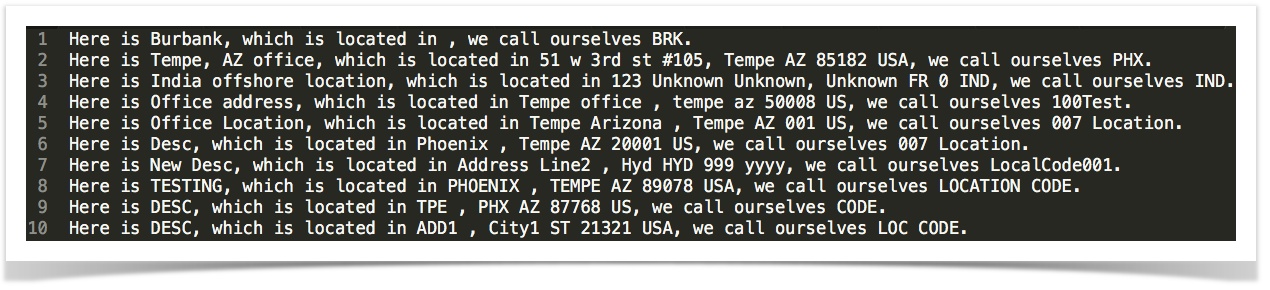 1 Here is Burbank, which is located in , we call ourselves BRK.
2 Here is Tempe, AZ office, which is located in 51 w 3rd st #105, Tempe AZ 85182 USA, we call ourselves PHX.
3 Here is India offshore location, which is located in 123 Unknown Unknown, Unknown FR 0 IND, we call ourselves IND.
4 Here is Office address, which is located in Tempe office , tempe az 50008 US, we call ourselves 100Test.
5 Here is Office Location, which is located in Tempe Arizona , Tempe AZ 001 US, we call ourselves 007 Location.
6 Here is Desc, which is located in Phoenix , Tempe AZ 20001 US, we call ourselves 007 Location.
7 Here is New Desc, which is located in Address Line2 , Hyd HYD 999 yyyy, we call ourselves LocalCode001.
8 Here is TESTING, which is located in PHOENIX , TEMPE AZ 89078 USA, we call ourselves LOCATION CODE.
9 Here is DESC, which is located in TPE , PHX AZ 87768 US, we call ourselves CODE.
10 Here is DESC, which is located in ADD1 , City1 ST 21321 USA, we call ourselves LOC CODE.